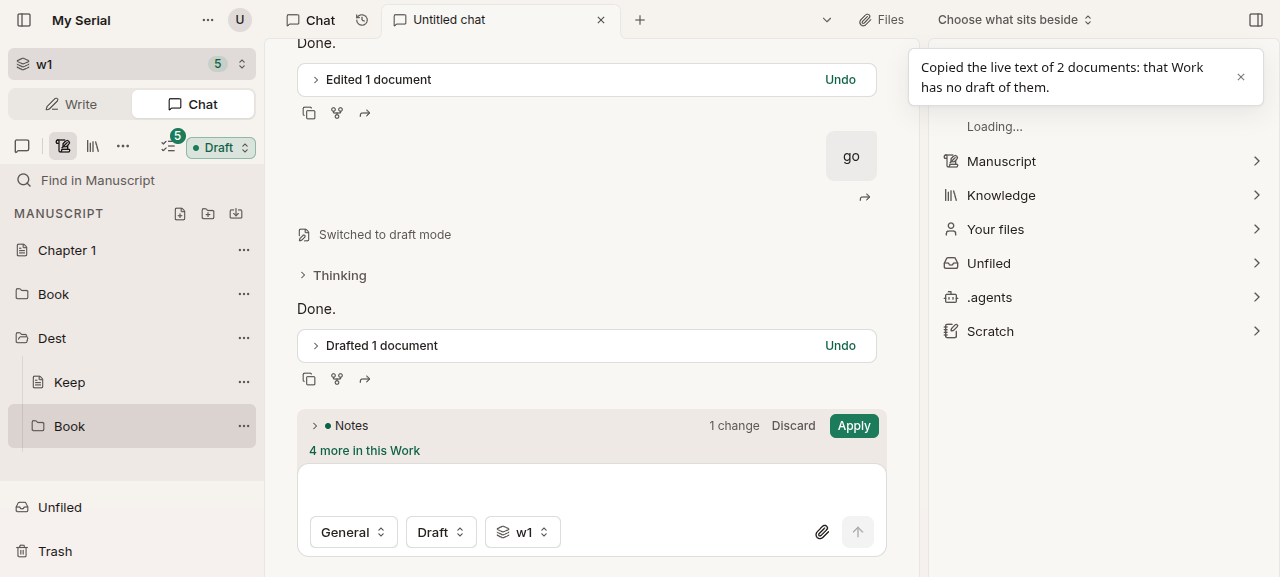 My Serial
U
w1
5
Write
Chat
5
Draft
Find in Manuscript
MANUSCRIPT
Chapter 1
Book
Dest
Keep
Book
Unfiled
Trash
Chat
Untitled chat
Files
Done.
Edited 1 document
Undo
go
Switched to draft mode
Thinking
Done.
Drafted 1 document
Undo
Notes
1 change
Discard
Apply
4 more in this Work
General
Draft
w1
Choose what sits beside
Copied the live text of 2 documents: that Work
has no draft of them.
Loading...
Manuscript
Knowledge
Your files
Unfiled
.agents
Scratch